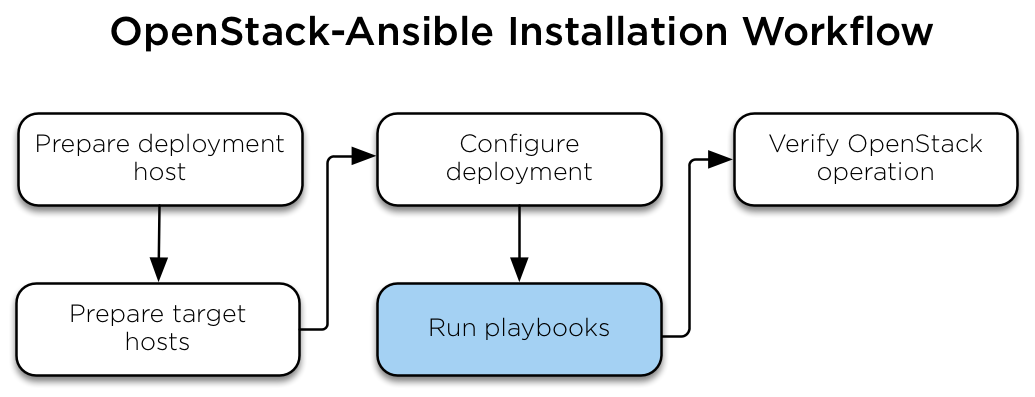 OpenStack-Ansible Installation Workflow
Prepare deployment
host
Prepare target
hosts
Configure
deployment
Run playbooks
Verify OpenStack
operation